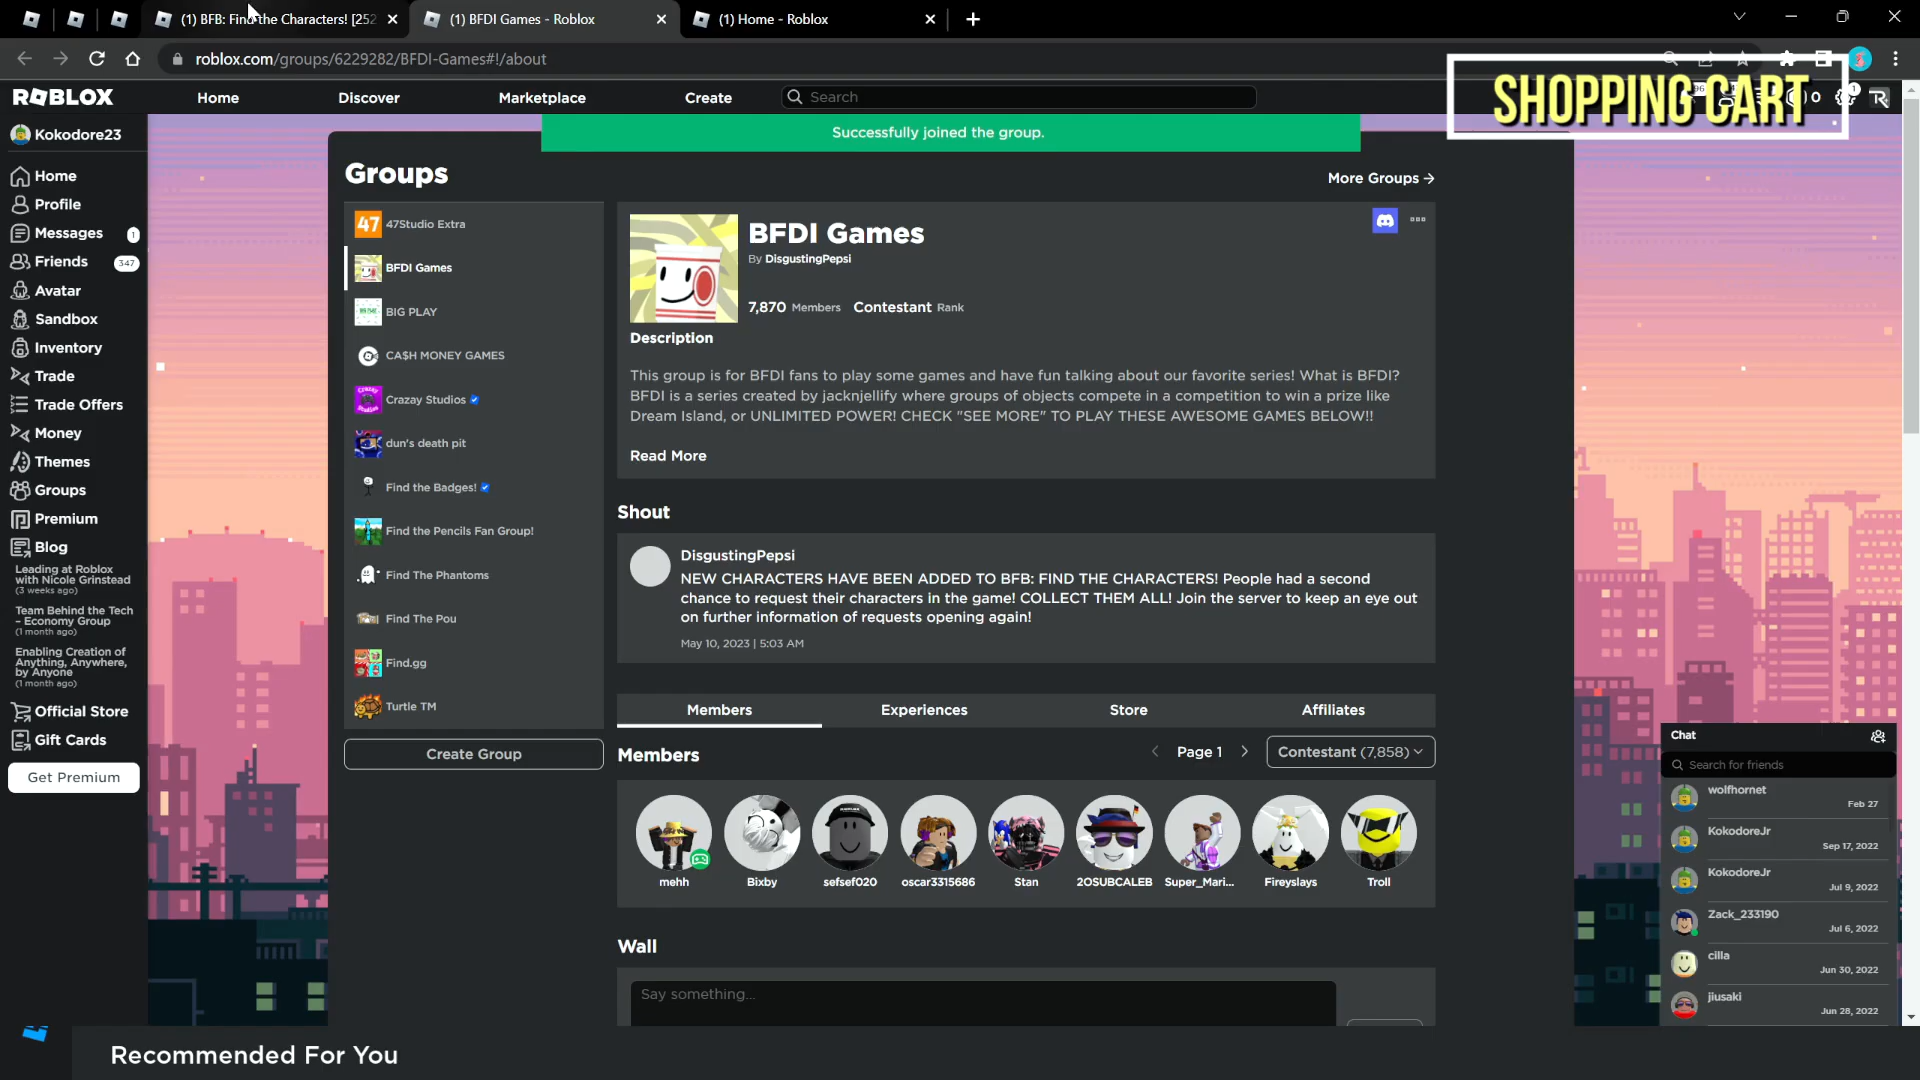 (1) BFB: Find the Characters! [252
(1) BFDI Games - Roblox
(1) Home - Roblox
roblox.com/groups/6229282/BFDI-Games#!/about
SHOPPING CART
ROBLOX
Home
Discover
Marketplace
Create
Search
0
1
Kokodore23
Successfully joined the group.
Home
Profile
Messages
1
Friends
347
Avatar
Sandbox
Inventory
Trade
Trade Offers
Money
Themes
Groups
Premium
Blog
Leading at Roblox
with Nicole Grinstead
(3 weeks ago)
Team Behind the Tech
– Economy Group
(1 month ago)
Enabling Creation of
Anything, Anywhere,
by Anyone
(1 month ago)
Official Store
Gift Cards
Get Premium
Groups
More Groups →
47
47Studio Extra
BFDI Games
BIG PLAY
CA$H MONEY GAMES
Crazay Studios
dun's death pit
Find the Badges!
Find the Pencils Fan Group!
Find The Phantoms
Find The Pou
Find.gg
Turtle TM
Create Group
BFDI Games
By DisgustingPepsi
7,870 Members Contestant Rank
Description
This group is for BFDI fans to play some games and have fun talking about our favorite series! What is BFDI?
BFDI is a series created by jacknjellify where groups of objects compete in a competition to win a prize like
Dream Island, or UNLIMITED POWER! CHECK "SEE MORE" TO PLAY THESE AWESOME GAMES BELOW!!
Read More
Shout
DisgustingPepsi
NEW CHARACTERS HAVE BEEN ADDED TO BFB: FIND THE CHARACTERS! People had a second
chance to request their characters in the game! COLLECT THEM ALL! Join the server to keep an eye out
on further information of requests opening again!
May 10, 2023 | 5:03 AM
Members
Experiences
Store
Affiliates
Members
Page 1
Contestant (7,858)
mehh
Bixby
sefsef020
oscar3315686
Stan
2OSUBCALEB
Super_Mari...
Fireyslays
Troll
Wall
Say something...
Chat
Search for friends
wolfhornet
Feb 27
KokodoreJr
Sep 17, 2022
KokodoreJr
Jul 9, 2022
Zack_233190
Jul 6, 2022
cilla
Jun 30, 2022
jiusaki
Jun 28, 2022
Recommended For You